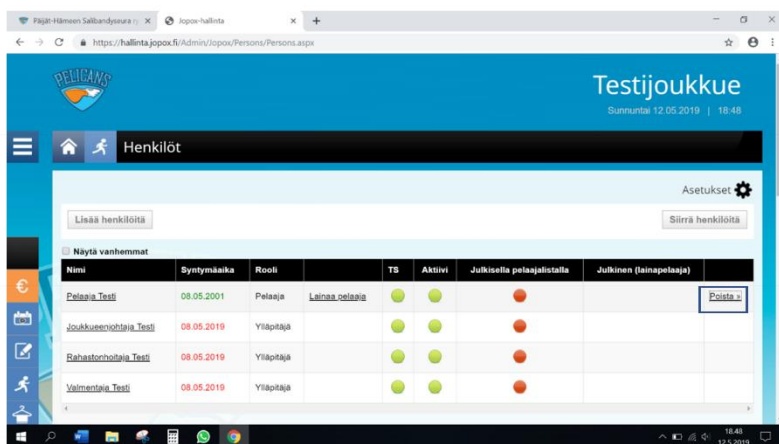 Päijät-Hämeen Salibandyseura ry
Jopox-hallinta
https://hallinta.jopox.fi/Admin/Jopox/Persons/Persons.aspx
PELICANS
Testijoukkue
Sunnuntai 12.05.2019 | 18:48
Henkilöt
Asetukset
Lisää henkilöitä
Siirrä henkilöitä
Näytä vanhemmat
Nimi Syntymäaika Rooli TS Aktiivi Julkisella pelaajalistalla Julkinen (lainapelaaja)
Pelaaja Testi 08.05.2001 Pelaaja Lainaa pelaaja Poista »
Joukkueenjohtaja Testi 08.05.2019 Ylläpitäjä
Rahastonhoitaja Testi 08.05.2019 Ylläpitäjä
Valmentaja Testi 08.05.2019 Ylläpitäjä
18.48
12.5.2019